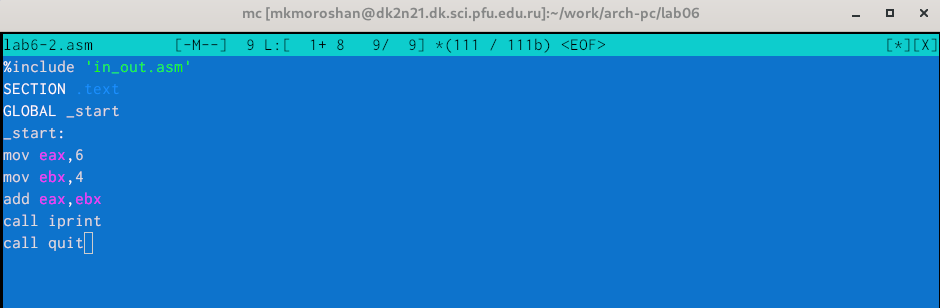 mc [mkmoroshan@dk2n21.dk.sci.pfu.edu.ru]:~/work/arch-pc/lab06
lab6-2.asm [-M--] 9 L:[ 1+ 8 9/ 9] *(111 / 111b) <EOF> [*][X]
%include 'in_out.asm'
SECTION .text
GLOBAL _start
_start:
mov eax,6
mov ebx,4
add eax,ebx
call iprint
call quit